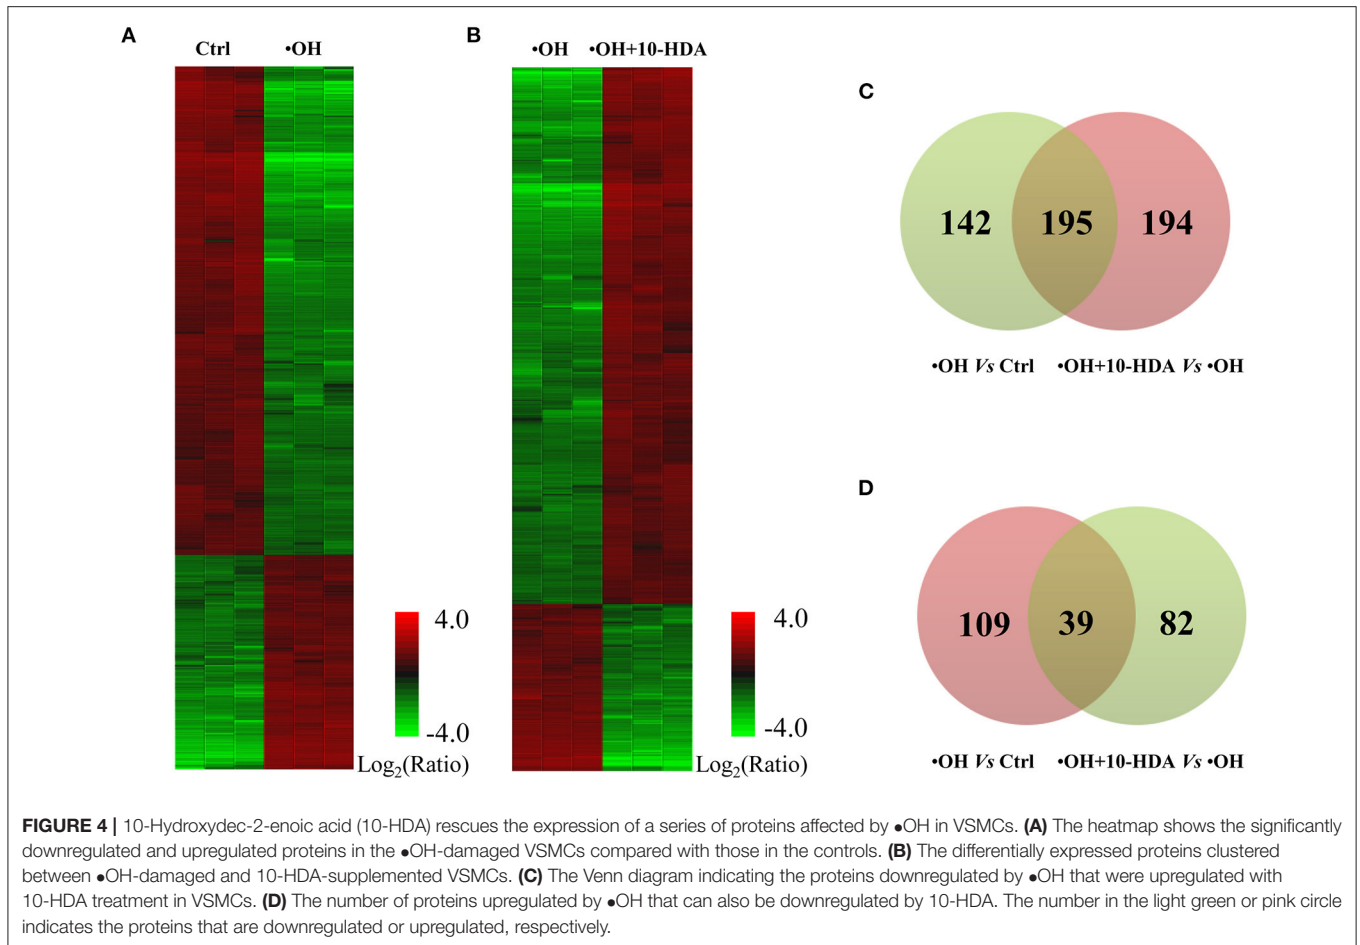 A
B
Ctrl
•OH
•OH
•OH+10-HDA
4.0
-4.0
Log₂(Ratio)
4.0
-4.0
Log₂(Ratio)
C
142
195
194
•OH Vs Ctrl
•OH+10-HDA Vs •OH
D
109
39
82
•OH Vs Ctrl
•OH+10-HDA Vs •OH
FIGURE 4 | 10-Hydroxydec-2-enoic acid (10-HDA) rescues the expression of a series of proteins affected by •OH in VSMCs. (A) The heatmap shows the significantly
downregulated and upregulated proteins in the •OH-damaged VSMCs compared with those in the controls. (B) The differentially expressed proteins clustered
between •OH-damaged and 10-HDA-supplemented VSMCs. (C) The Venn diagram indicating the proteins downregulated by •OH that were upregulated with
10-HDA treatment in VSMCs. (D) The number of proteins upregulated by •OH that can also be downregulated by 10-HDA. The number in the light green or pink circle
indicates the proteins that are downregulated or upregulated, respectively.